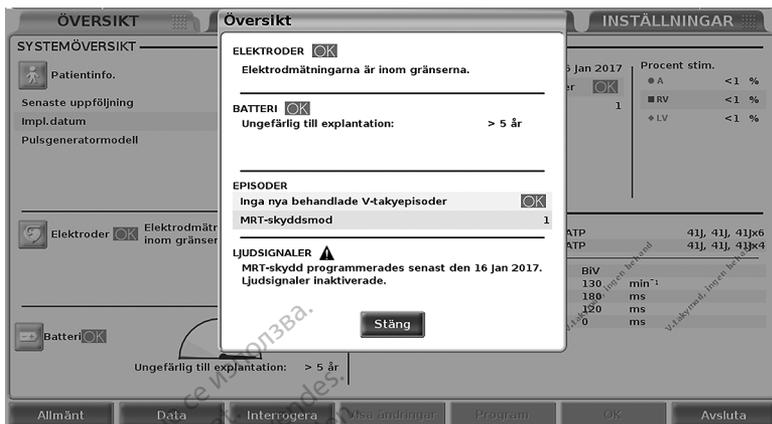 ÖVERSIKT
INSTÄLLNINGAR
SYSTEMÖVERSIKT
Patientinfo.
Senaste uppföljning
Impl.datum
Pulsgeneratormodell
Elektroder OK
Elektrodmätr
inom gränser
Batteri OK
Ungefärlig till explantation: > 5 år
Översikt
ELEKTRODER OK
Elektrodmätningarna är inom gränserna.
BATTERI OK
Ungefärlig till explantation: > 5 år
EPISODER
Inga nya behandlade V-takyepisoder OK
MRT-skyddsmod 1
LJUDSIGNALER
MRT-skydd programmerades senast den 16 Jan 2017.
Ljudsignaler inaktiverade.
Stäng
Jan 2017
OK
1
Procent stim.
A <1 %
RV <1 %
LV <1 %
ATP 41J, 41J, 41Jx6
ATP 41J, 41J, 41Jx4
BiV
130 min⁻¹
180 ms
120 ms
0 ms
Allmänt
Data
Interrogera
Visa ändringar
Program
OK
Avsluta